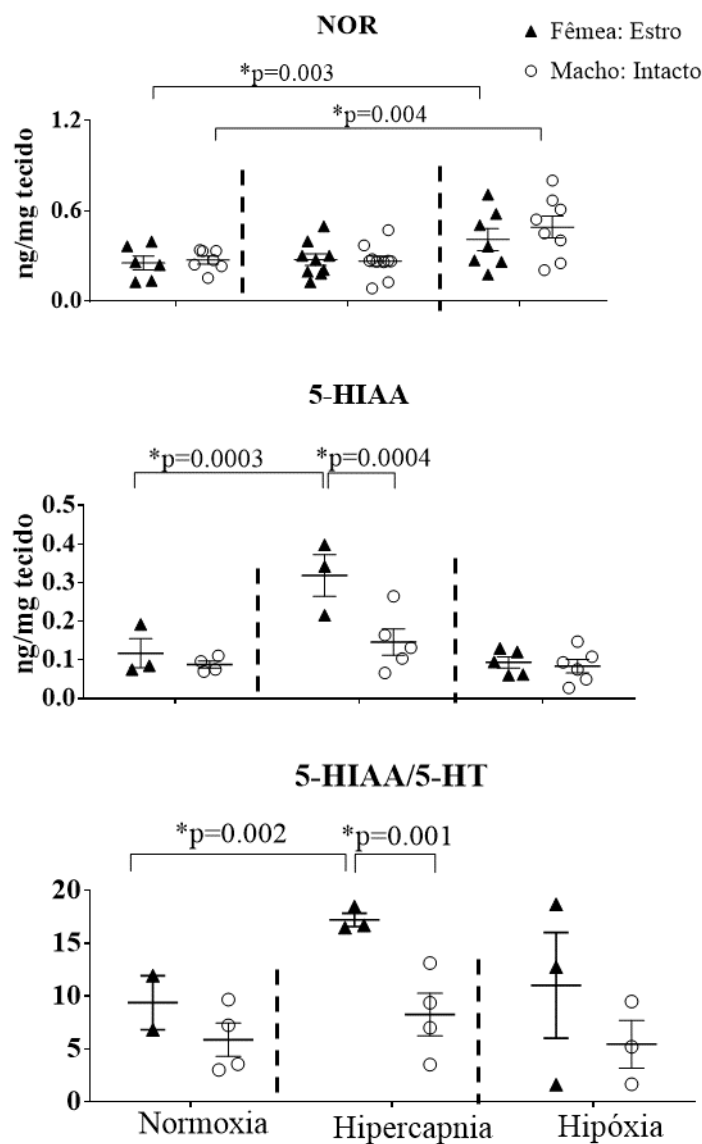 NOR
▲ Fêmea: Estro
○ Macho: Intacto
*p=0.003
*p=0.004
1.2
0.6
0.0
ng/mg tecido
5-HIAA
*p=0.0003
*p=0.0004
0.5
0.4
0.3
0.2
0.1
0.0
ng/mg tecido
5-HIAA/5-HT
*p=0.002
*p=0.001
20
15
10
5
0
Normoxia
Hipercapnia
Hipóxia